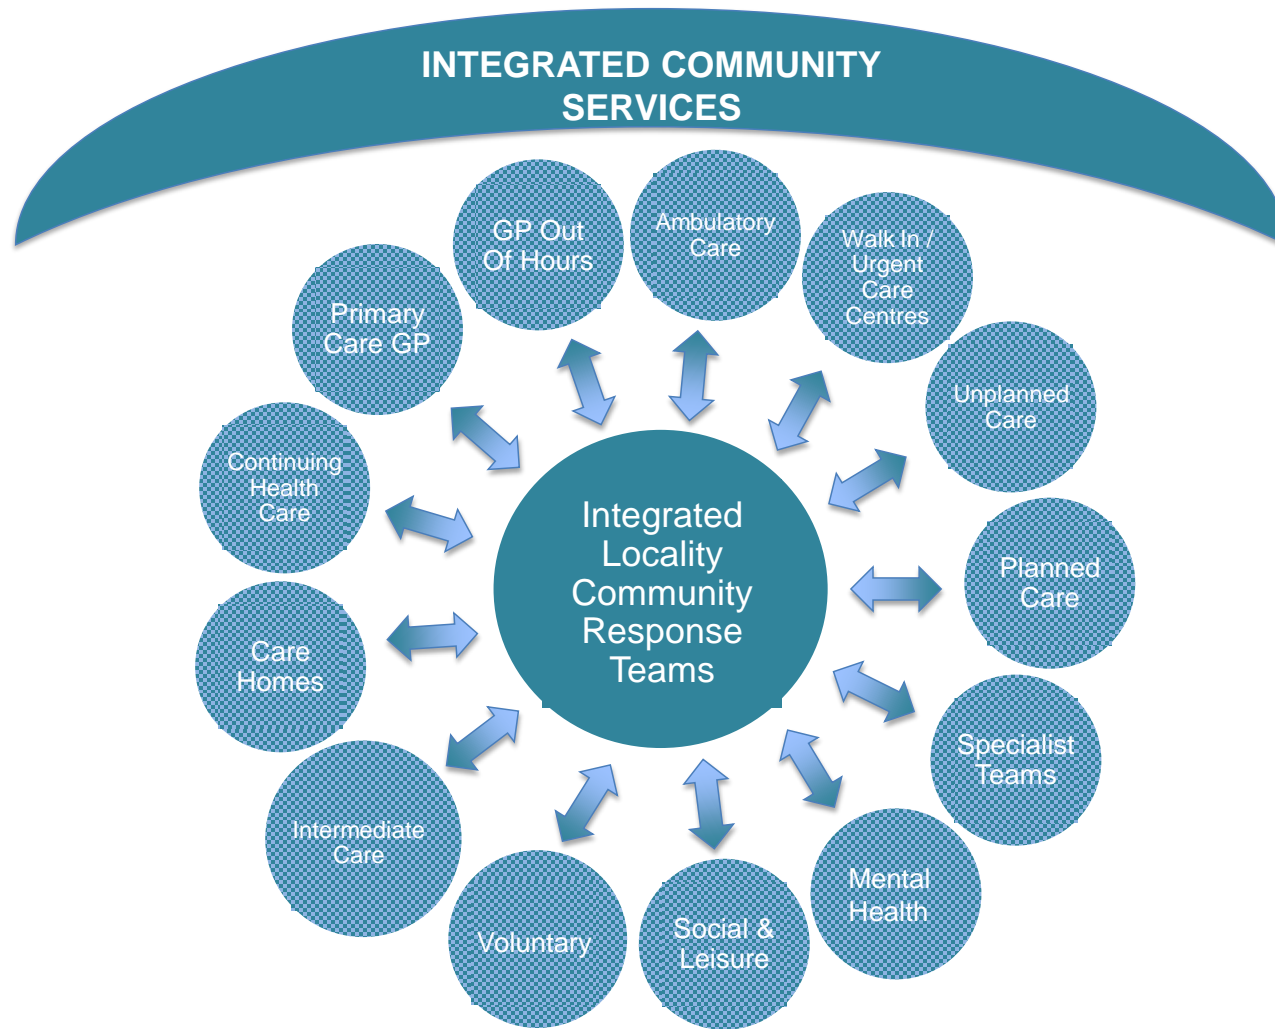 INTEGRATED COMMUNITY
SERVICES
GP Out
Of Hours
Ambulatory
Care
Walk In /
Urgent
Care
Centres
Primary
Care GP
Unplanned
Care
Continuing
Health
Care
Integrated
Locality
Community
Response
Teams
Planned
Care
Care
Homes
Specialist
Teams
Intermediate
Care
Mental
Health
Voluntary
Social &
Leisure